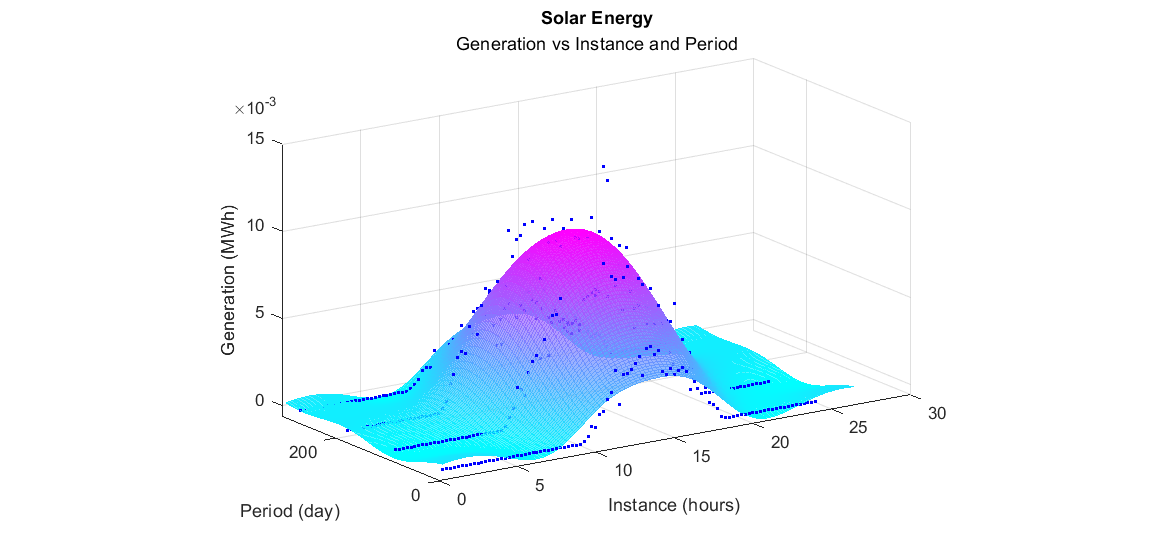 Solar Energy
Generation vs Instance and Period
×10-3
15
10
5
0
Generation (MWh)
200
0
Period (day)
0
5
10
15
20
25
30
Instance (hours)